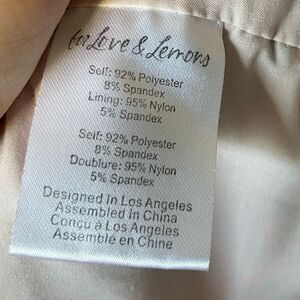 for Love & Lemons
Self: 92% Polyester
8% Spandex
Lining: 95% Nylon
5% Spandex
Self: 92% Polyester
8% Spandex
Doublure: 95% Nylon
5% Spandex
Designed in Los Angeles
Assembled in China
Conçu à Los Angeles
Assemble en Chine